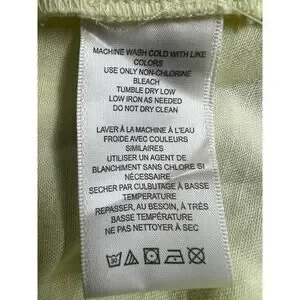 MACHINE WASH COLD WITH LIKE
COLORS
USE ONLY NON-CHLORINE
BLEACH
TUMBLE DRY LOW
LOW IRON AS NEEDED
DO NOT DRY CLEAN
LAVER À LA MACHINE À L'EAU
FROIDE AVEC COULEURS
SIMILAIRES
UTILISER UN AGENT DE
BLANCHIMENT SANS CHLORE SI
NÉCESSAIRE
SECHER PAR CULBUTAGE À BASSE
TEMPÉRATURE
REPASSER, AU BESOIN, À TRÈS
BASSE TEMPÉRATURE
NE PAS NETTOYER À SEC
30